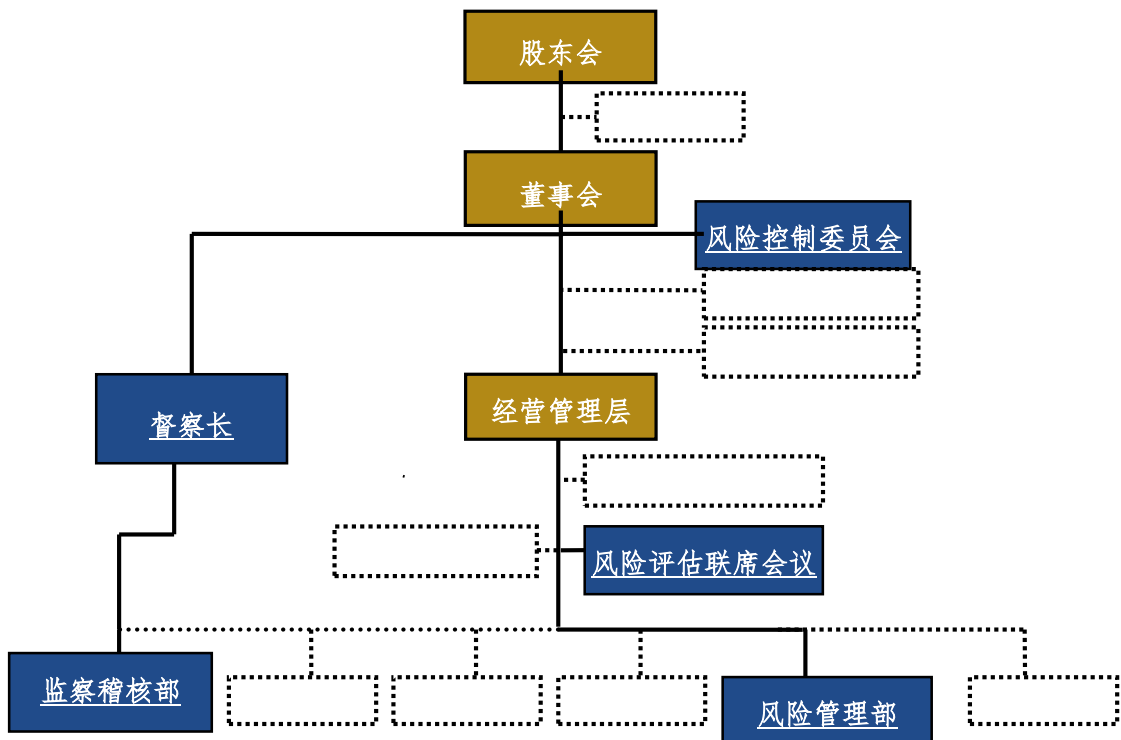 股东会
董事会
风险控制委员会
督察长
经营管理层
风险评估联席会议
监察稽核部
风险管理部